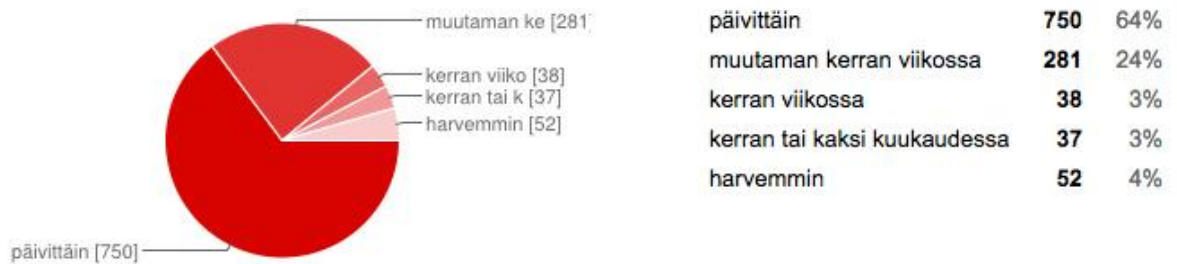 muutaman ke [281]
kerran viiko [38]
kerran tai k [37]
harvemmin [52]
päivittäin [750]
päivittäin 750 64%
muutaman kerran viikossa 281 24%
kerran viikossa 38 3%
kerran tai kaksi kuukaudessa 37 3%
harvemmin 52 4%